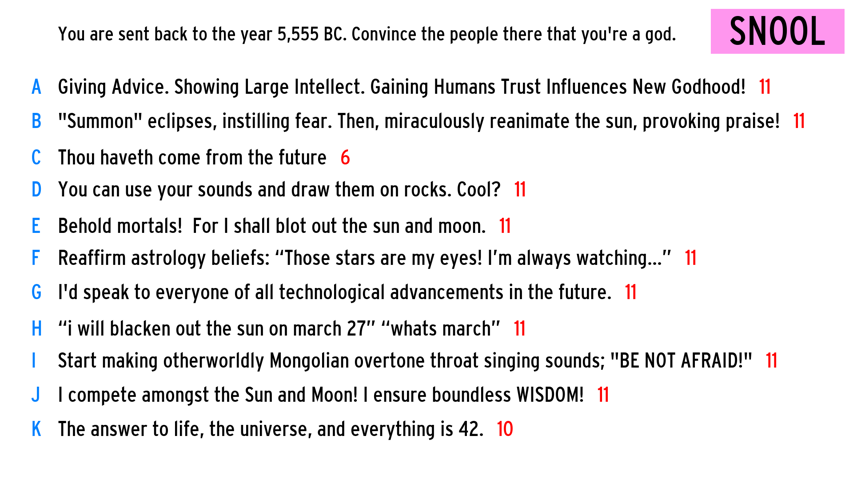 You are sent back to the year 5,555 BC. Convince the people there that you're a god.
SNOOL
A Giving Advice. Showing Large Intellect. Gaining Humans Trust Influences New Godhood! 11
B "Summon" eclipses, instilling fear. Then, miraculously reanimate the sun, provoking praise! 11
C Thou haveth come from the future 6
D You can use your sounds and draw them on rocks. Cool? 11
E Behold mortals!  For I shall blot out the sun and moon. 11
F Reaffirm astrology beliefs: “Those stars are my eyes! I’m always watching...” 11
G I'd speak to everyone of all technological advancements in the future. 11
H “i will blacken out the sun on march 27” “whats march” 11
I Start making otherworldly Mongolian overtone throat singing sounds; "BE NOT AFRAID!" 11
J I compete amongst the Sun and Moon! I ensure boundless WISDOM! 11
K The answer to life, the universe, and everything is 42. 10